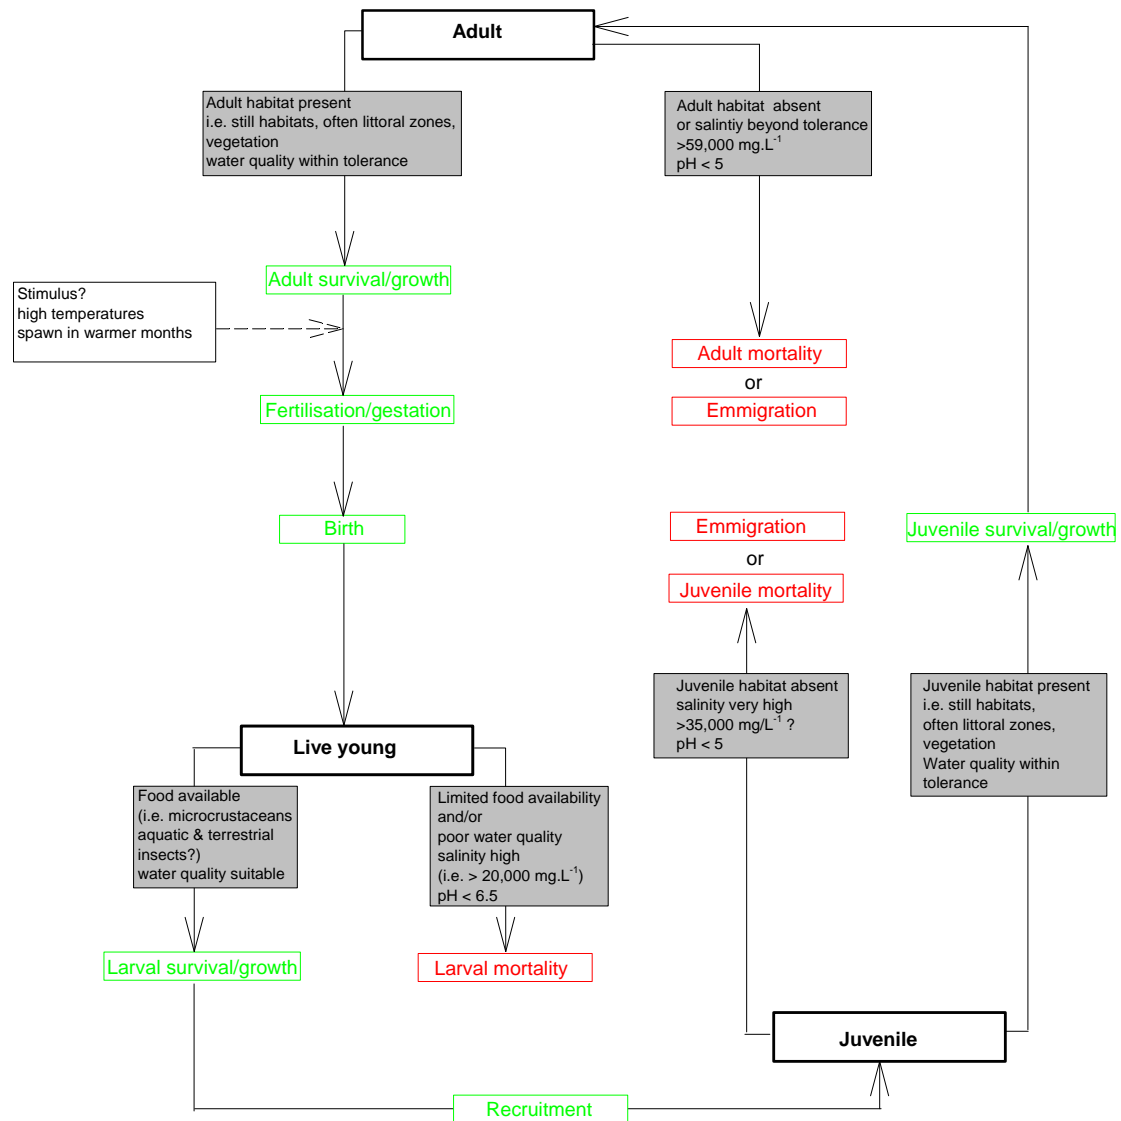 Adult
Adult habitat present
i.e. still habitats, often littoral zones,
vegetation
water quality within tolerance
Adult habitat  absent
or salintiy beyond tolerance
>59,000 mg.L⁻¹
pH < 5
Adult survival/growth
Stimulus?
high temperatures
spawn in warmer months
Adult mortality
or
Emmigration
Fertilisation/gestation
Birth
Emmigration
or
Juvenile mortality
Juvenile survival/growth
Juvenile habitat absent
salinity very high
>35,000 mg/L⁻¹ ?
pH < 5
Juvenile habitat present
i.e. still habitats,
often littoral zones,
vegetation
Water quality within
tolerance
Live young
Food available
(i.e. microcrustaceans
aquatic & terrestrial
insects?)
water quality suitable
Limited food availability
and/or
poor water quality
salinity high
(i.e. > 20,000 mg.L⁻¹)
pH < 6.5
Larval survival/growth
Larval mortality
Juvenile
Recruitment